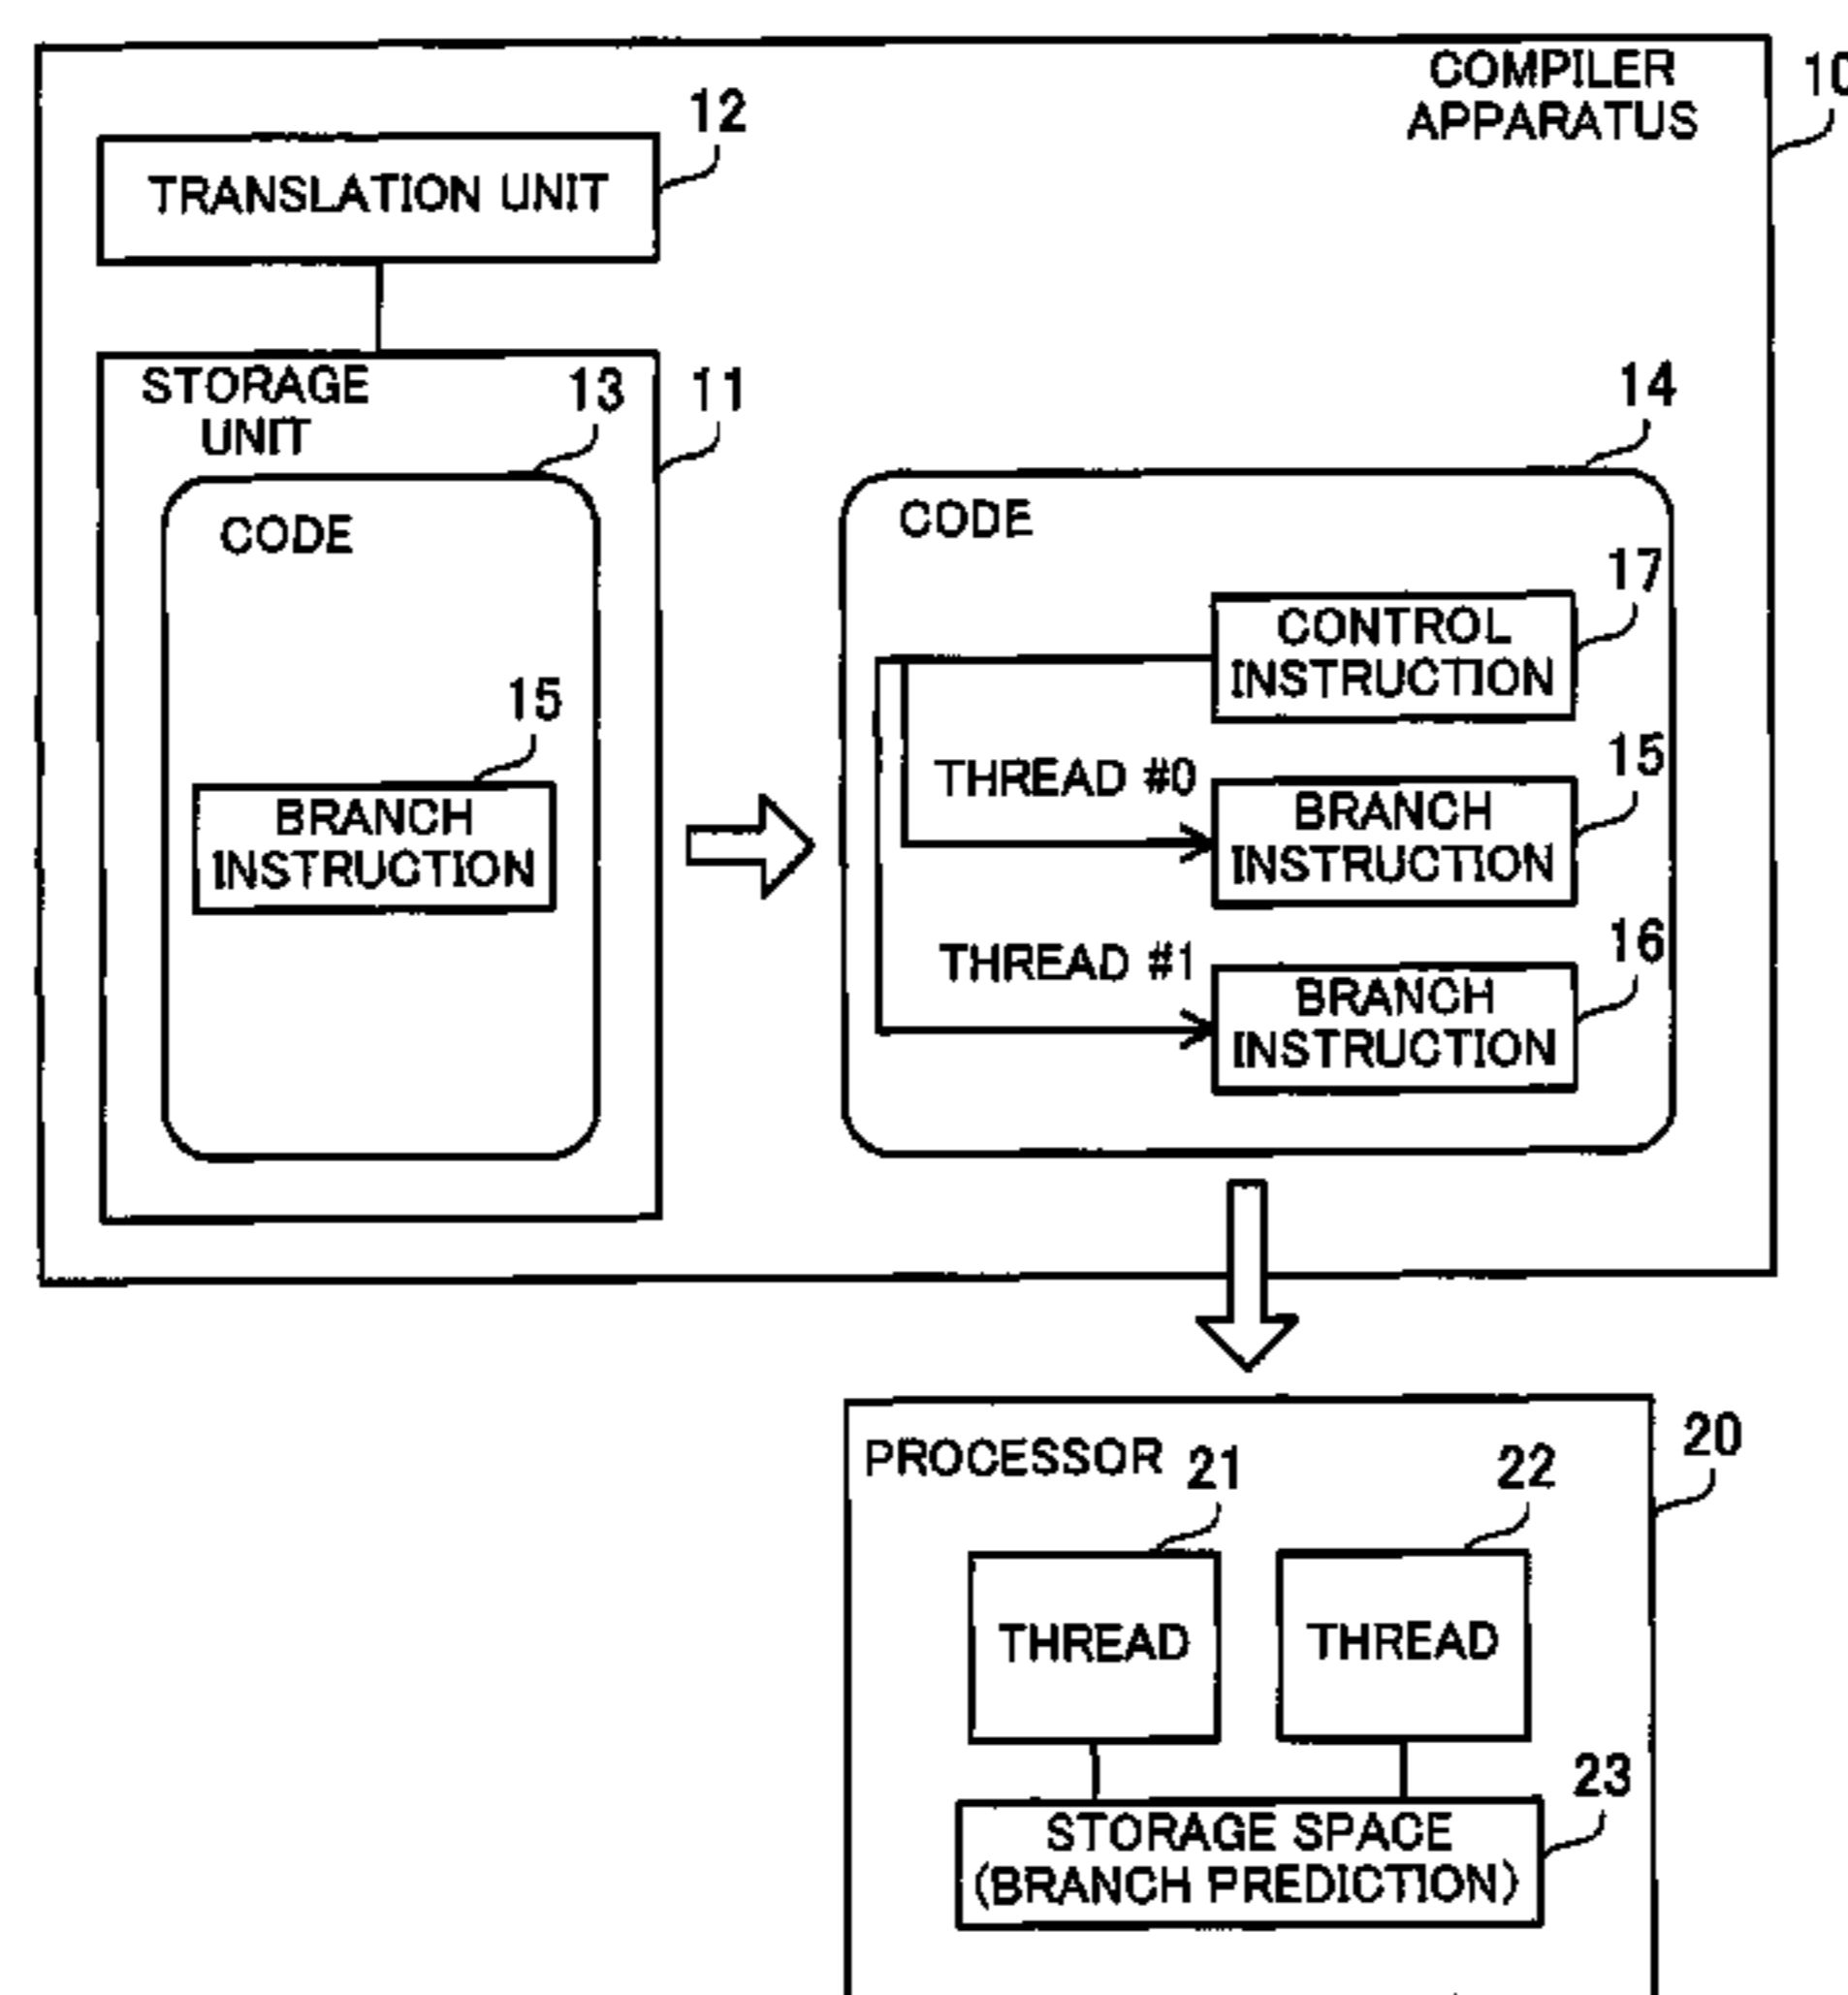 COMPILER
APPARATUS
10
12
TRANSLATION UNIT
STORAGE
UNIT
13
11
CODE
15
BRANCH
INSTRUCTION
14
CODE
17
CONTROL
INSTRUCTION
THREAD #0
15
BRANCH
INSTRUCTION
THREAD #1
16
BRANCH
INSTRUCTION
PROCESSOR
20
21
22
THREAD
THREAD
23
STORAGE SPACE
(BRANCH PREDICTION)